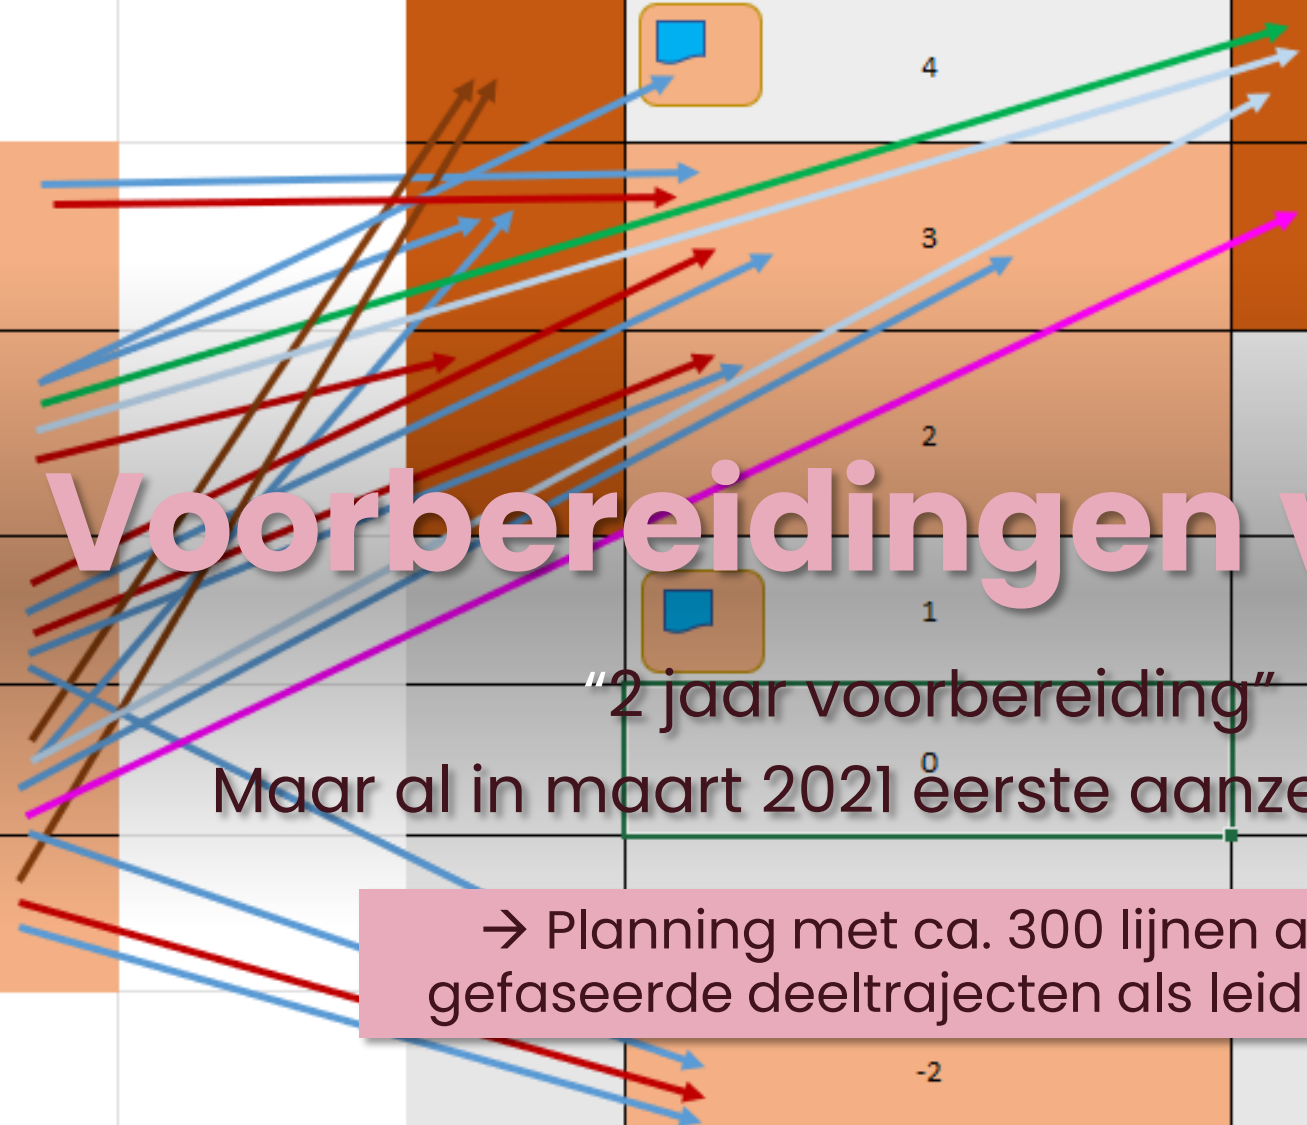 4
3
2
Voorbereidingen
1
“2 jaar voorbereiding”
0
Maar al in maart 2021 eerste aanze
→ Planning met ca. 300 lijnen a
gefaseerde deeltrajecten als leid
-2